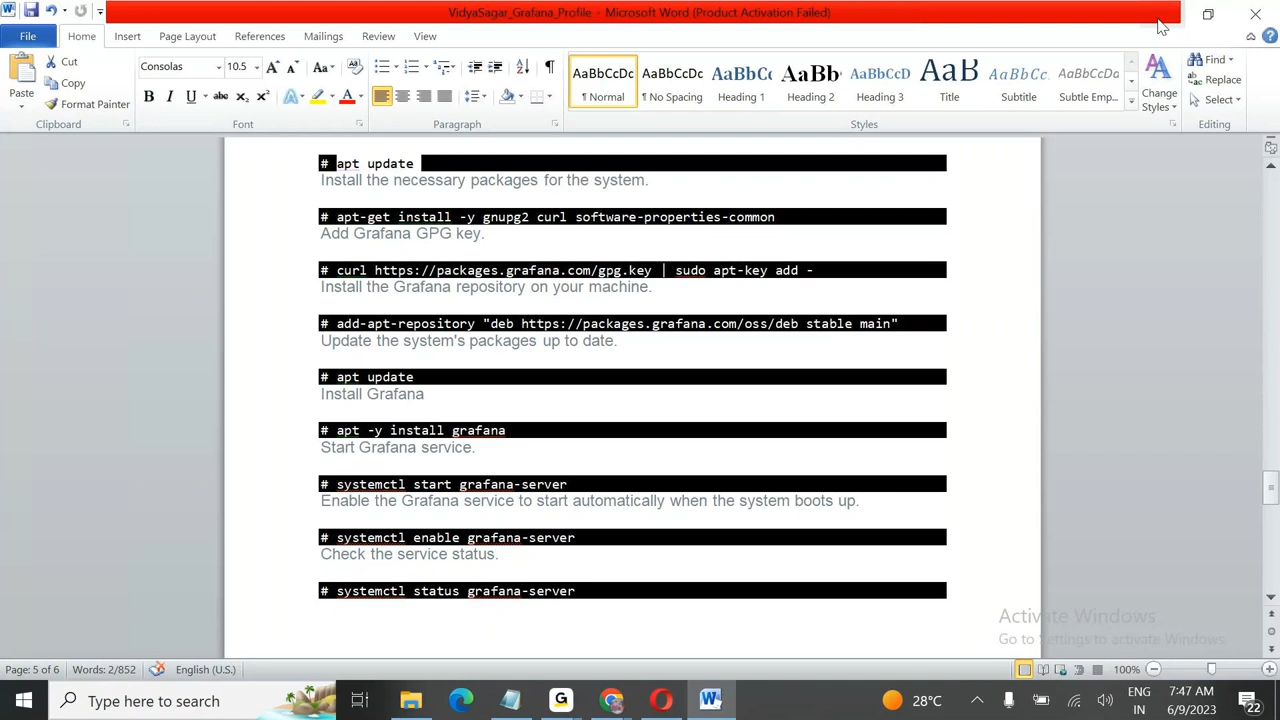 VidyaSagar_Grafana_Profile - Microsoft Word (Product Activation Failed)
File Home Insert Page Layout References Mailings Review View
Paste Cut Copy Format Painter
Consolas 10.5
AaBbCcDc AaBbCcDc AaBbCc AaBb AaBbCcD AaB AaBbCcD AaBbCcD
¶ Normal ¶ No Spacing Heading 1 Heading 2 Heading 3 Title Subtitle Subtle Emp...
Change Styles
Find Replace Select
Clipboard Font Paragraph Styles Editing
# apt update
Install the necessary packages for the system.
# apt-get install -y gnupg2 curl software-properties-common
Add Grafana GPG key.
# curl https://packages.grafana.com/gpg.key | sudo apt-key add -
Install the Grafana repository on your machine.
# add-apt-repository "deb https://packages.grafana.com/oss/deb stable main"
Update the system's packages up to date.
# apt update
Install Grafana
# apt -y install grafana
Start Grafana service.
# systemctl start grafana-server
Enable the Grafana service to start automatically when the system boots up.
# systemctl enable grafana-server
Check the service status.
# systemctl status grafana-server
Activate Windows
Go to Settings to activate Windows.
Page: 5 of 6 Words: 2/852 English (U.S.) 100%
Type here to search
28°C
ENG
IN
7:47 AM
6/9/2023
22